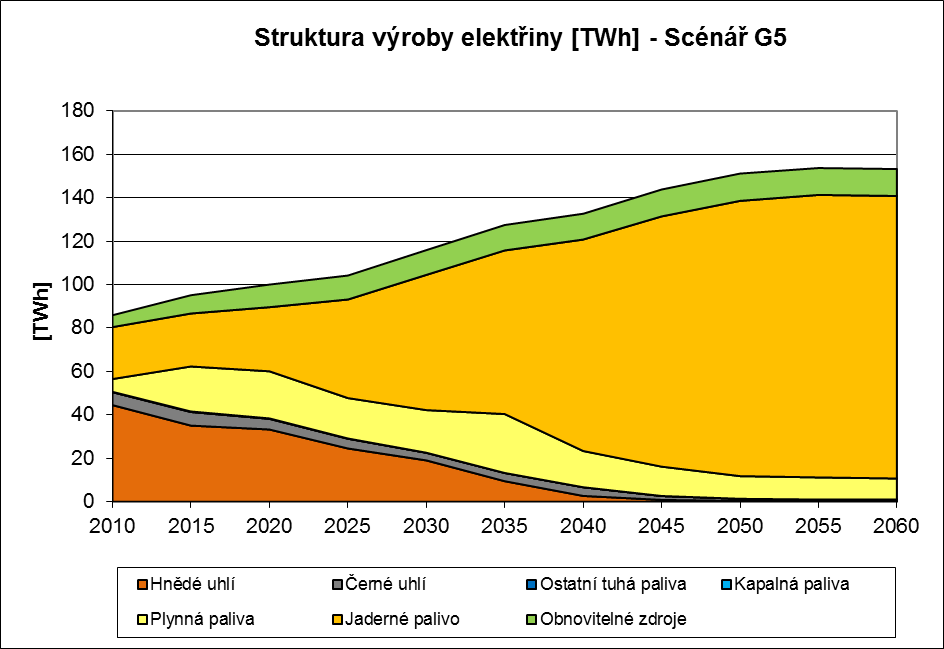 Struktura výroby elektřiny [TWh] - Scénář G5
180
160
140
120
100
80
60
40
20
0
[TWh]
2010 2015 2020 2025 2030 2035 2040 2045 2050 2055 2060
Hnědé uhlí Černé uhlí Ostatní tuhá paliva Kapalná paliva
Plynná paliva Jaderné palivo Obnovitelné zdroje